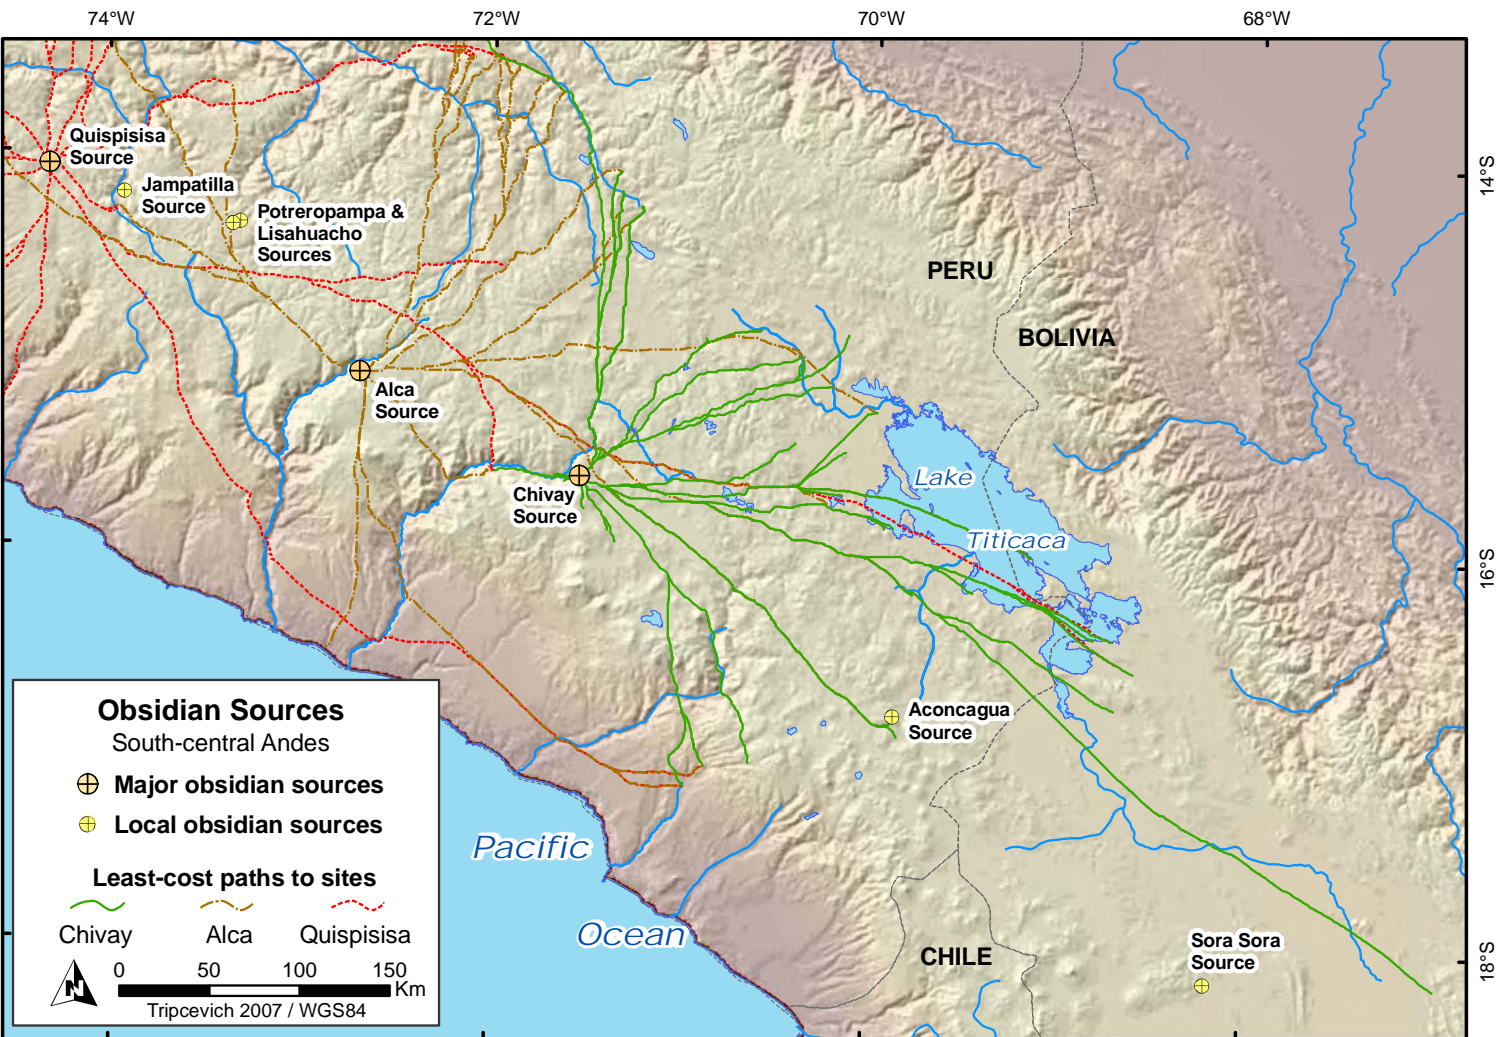 74°W
72°W
70°W
68°W
14°S
16°S
18°S
Quispisisa
Source
Jampatilla
Source
Potreropampa &
Lisahuacho
Sources
PERU
BOLIVIA
Alca
Source
Chivay
Source
Lake
Titicaca
Aconcagua
Source
Pacific
Ocean
CHILE
Sora Sora
Source
Obsidian Sources
South-central Andes
Major obsidian sources
Local obsidian sources
Least-cost paths to sites
Chivay
Alca
Quispisisa
N
0 50 100 150
Km
Tripcevich 2007 / WGS84